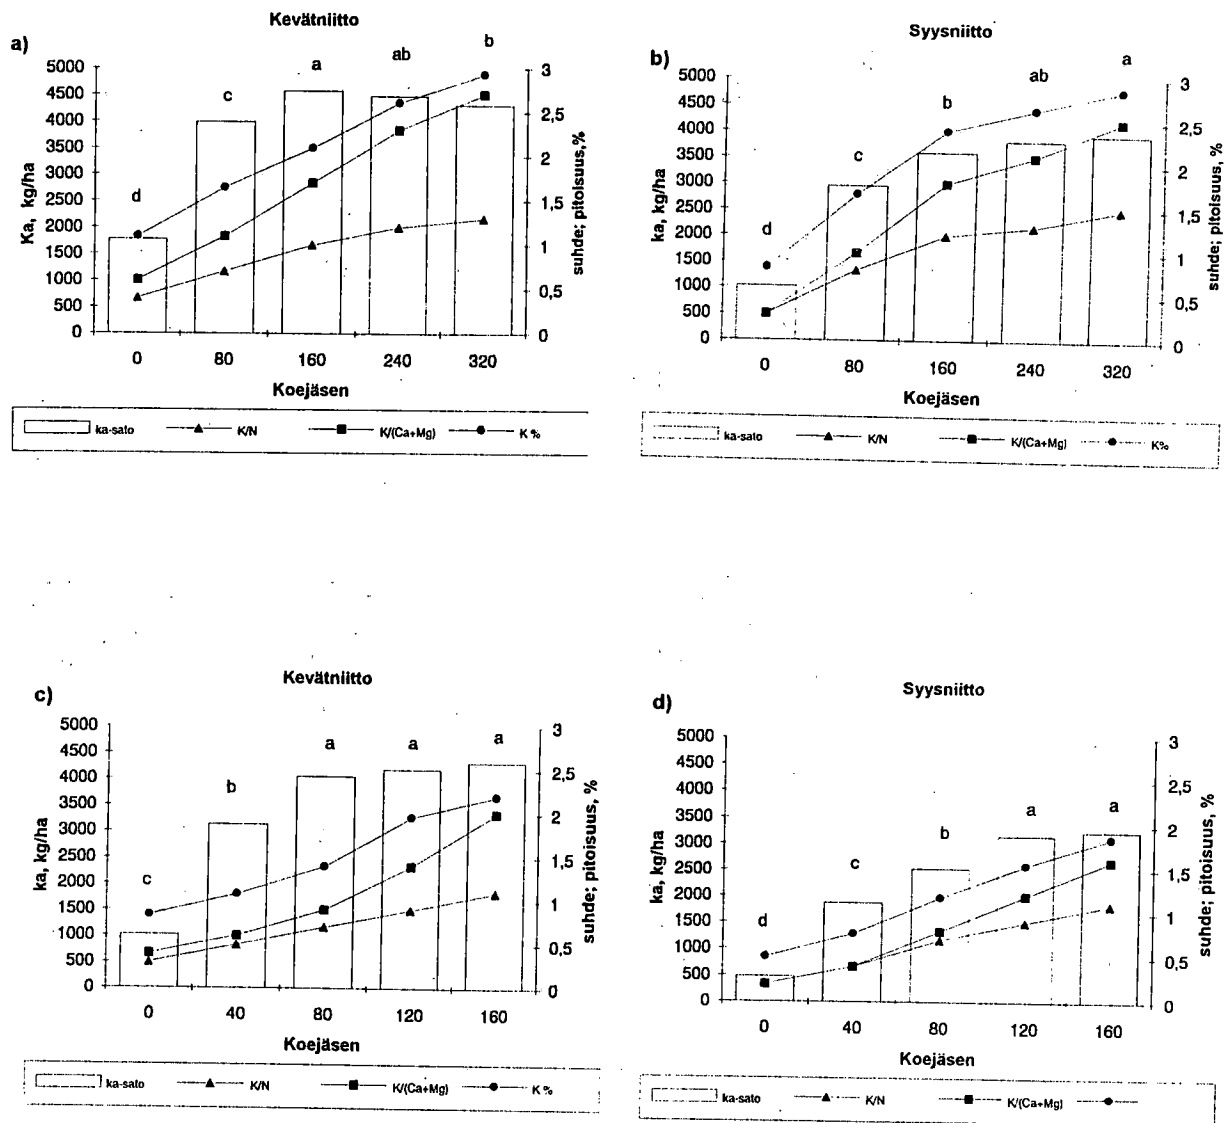 a)
Kevätniitto
d c a ab b
5000
4500
4000
3500
3000
2500
2000
1500
1000
500
0
Ka, kg/ha
3
2,5
2
1,5
1
0,5
0
suhde; pitoisuus,%
0 80 160 240 320
Koejäsen
ka-sato K/N K/(Ca+Mg) K %
b)
Syysniitto
d c b ab a
5000
4500
4000
3500
3000
2500
2000
1500
1000
500
0
ka, kg/ha
3
2,5
2
1,5
1
0,5
0
suhde; pitoisuus, %
0 80 160 240 320
Koejäsen
ka-sato K/N K/(Ca+Mg) K%
c)
Kevätniitto
c b a a a
5000
4500
4000
3500
3000
2500
2000
1500
1000
500
0
ka, kg/ha
3
2,5
2
1,5
1
0,5
0
suhde; pitoisuus, %
0 40 80 120 160
Koejäsen
ka-sato K/N K/(Ca+Mg) K %
d)
Syysniitto
d c b a a
5000
4500
4000
3500
3000
2500
2000
1500
1000
500
0
ka, kg/ha
3
2,5
2
1,5
1
0,5
0
suhde; pitoisuus, %
0 40 80 120 160
Koejäsen
ka-sato K/N K/(Ca+Mg)